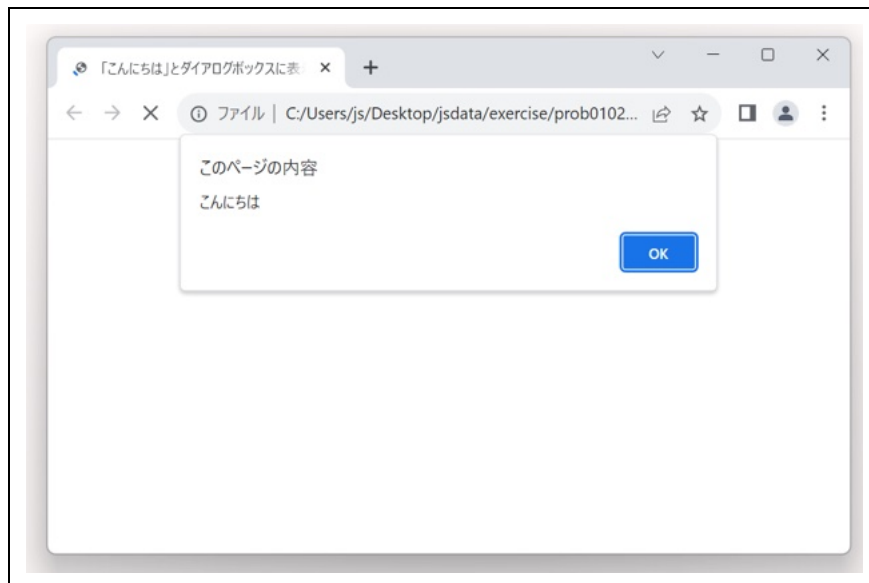 「こんにちは」とダイアログボックスに表
ファイル | C:/Users/js/Desktop/jsdata/exercise/prob0102...
このページの内容
こんにちは
OK